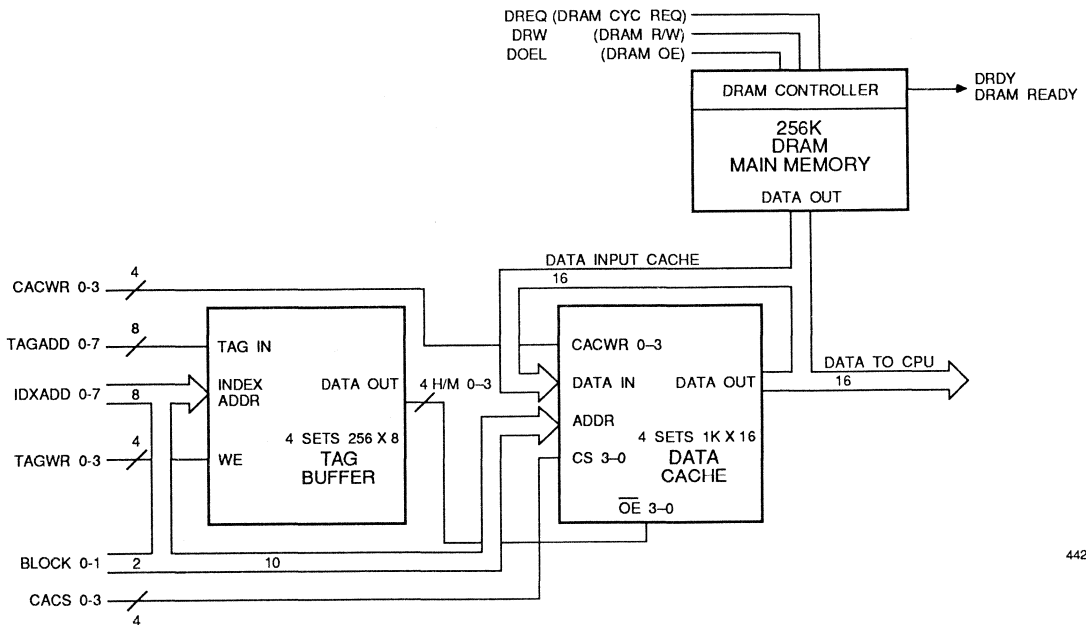 DREQ (DRAM CYC REQ)
DRW (DRAM R/W)
DOEL (DRAM OE)
DRAM CONTROLLER
DRDY
DRAM READY
256K
DRAM
MAIN MEMORY
DATA OUT
DATA INPUT CACHE
16
CACWR 0-3
4
TAGADD 0-7
8
TAG IN
CACWR 0–3
IDXADD 0-7
8
INDEX
ADDR
DATA OUT
4 H/M 0–3
DATA IN
DATA OUT
DATA TO CPU
16
ADDR
4 SETS 256 X 8
TAG
BUFFER
4 SETS 1K X 16
DATA
CACHE
TAGWR 0-3
4
WE
CS 3–0
OE 3–0
BLOCK 0-1
2
10
CACS 0-3
4
442